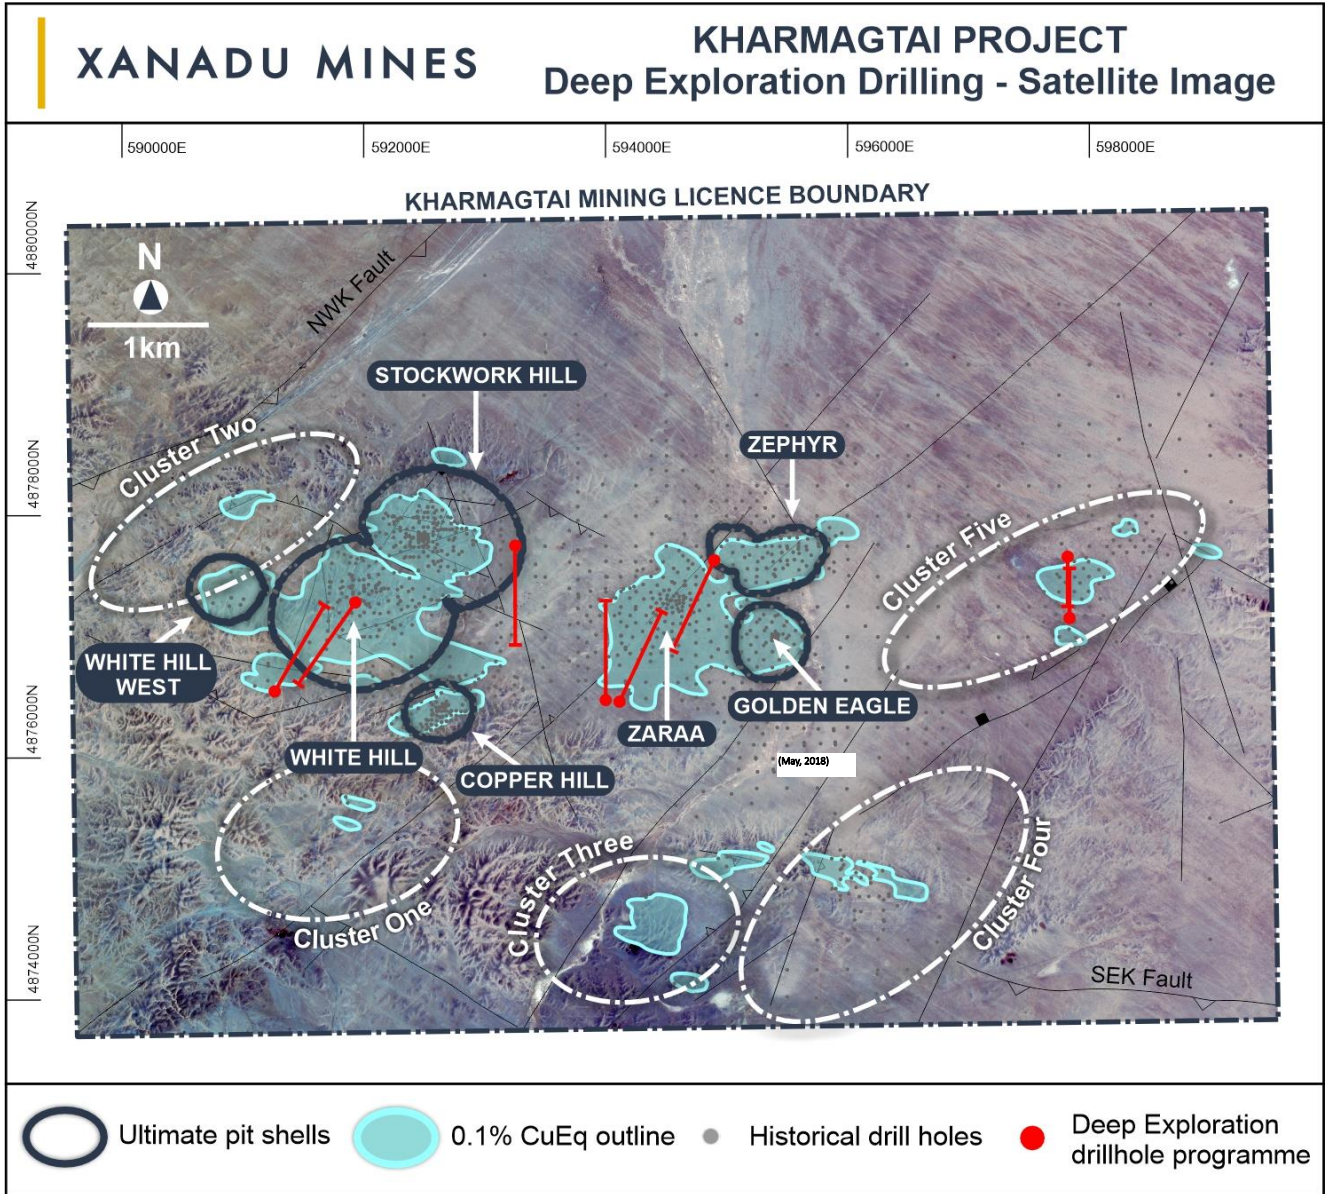 XANADU MINES
KHARMAGTAI PROJECT
Deep Exploration Drilling - Satellite Image
590000E
592000E
594000E
596000E
598000E
KHARMAGTAI MINING LICENCE BOUNDARY
4880000N
4878000N
4876000N
4874000N
N
1km
NWK Fault
STOCKWORK HILL
ZEPHYR
Cluster Two
Cluster Five
WHITE HILL
WEST
GOLDEN EAGLE
ZARAA
WHITE HILL
COPPER HILL
(May, 2018)
Cluster One
Cluster Three
Cluster Four
SEK Fault
Ultimate pit shells
0.1% CuEq outline
Historical drill holes
Deep Exploration
drillhole programme